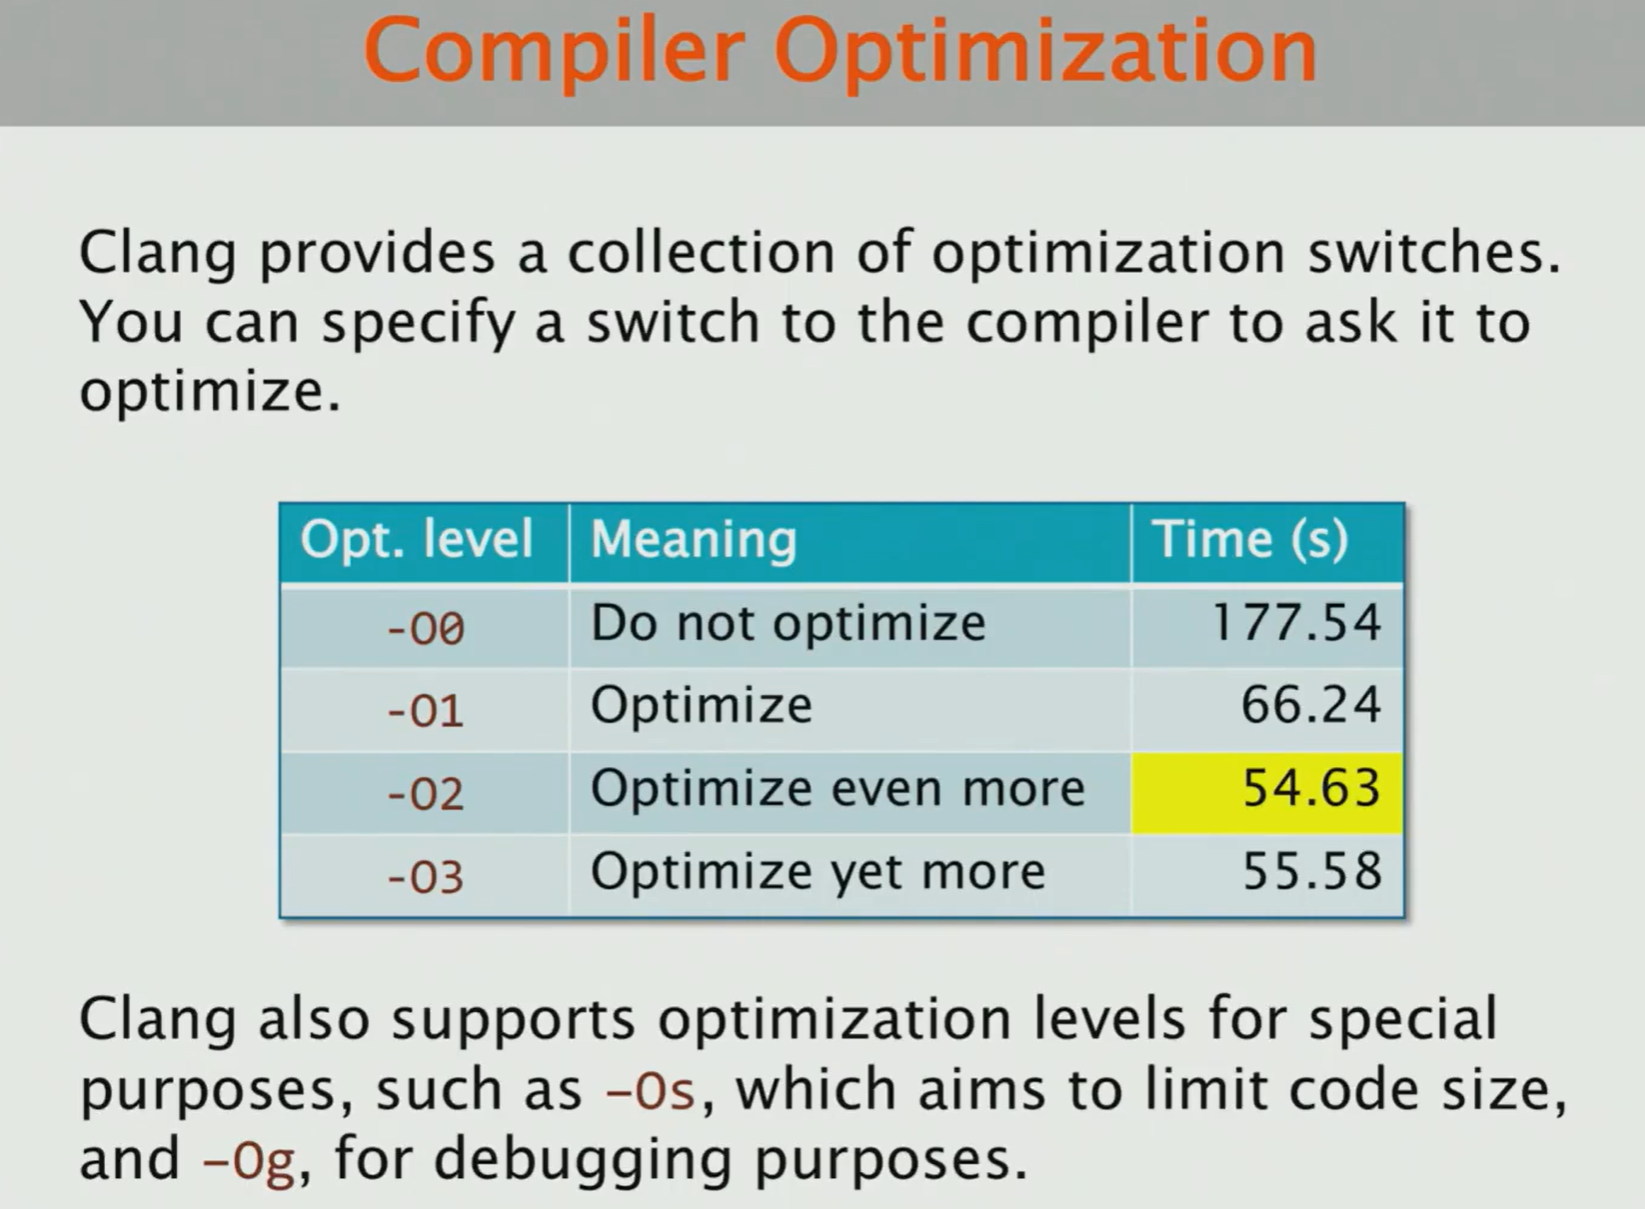 Compiler Optimization
Clang provides a collection of optimization switches.
You can specify a switch to the compiler to ask it to
optimize.
Opt. level Meaning Time (s)
-O0 Do not optimize 177.54
-O1 Optimize 66.24
-O2 Optimize even more 54.63
-O3 Optimize yet more 55.58
Clang also supports optimization levels for special
purposes, such as –Os, which aims to limit code size,
and –Og, for debugging purposes.